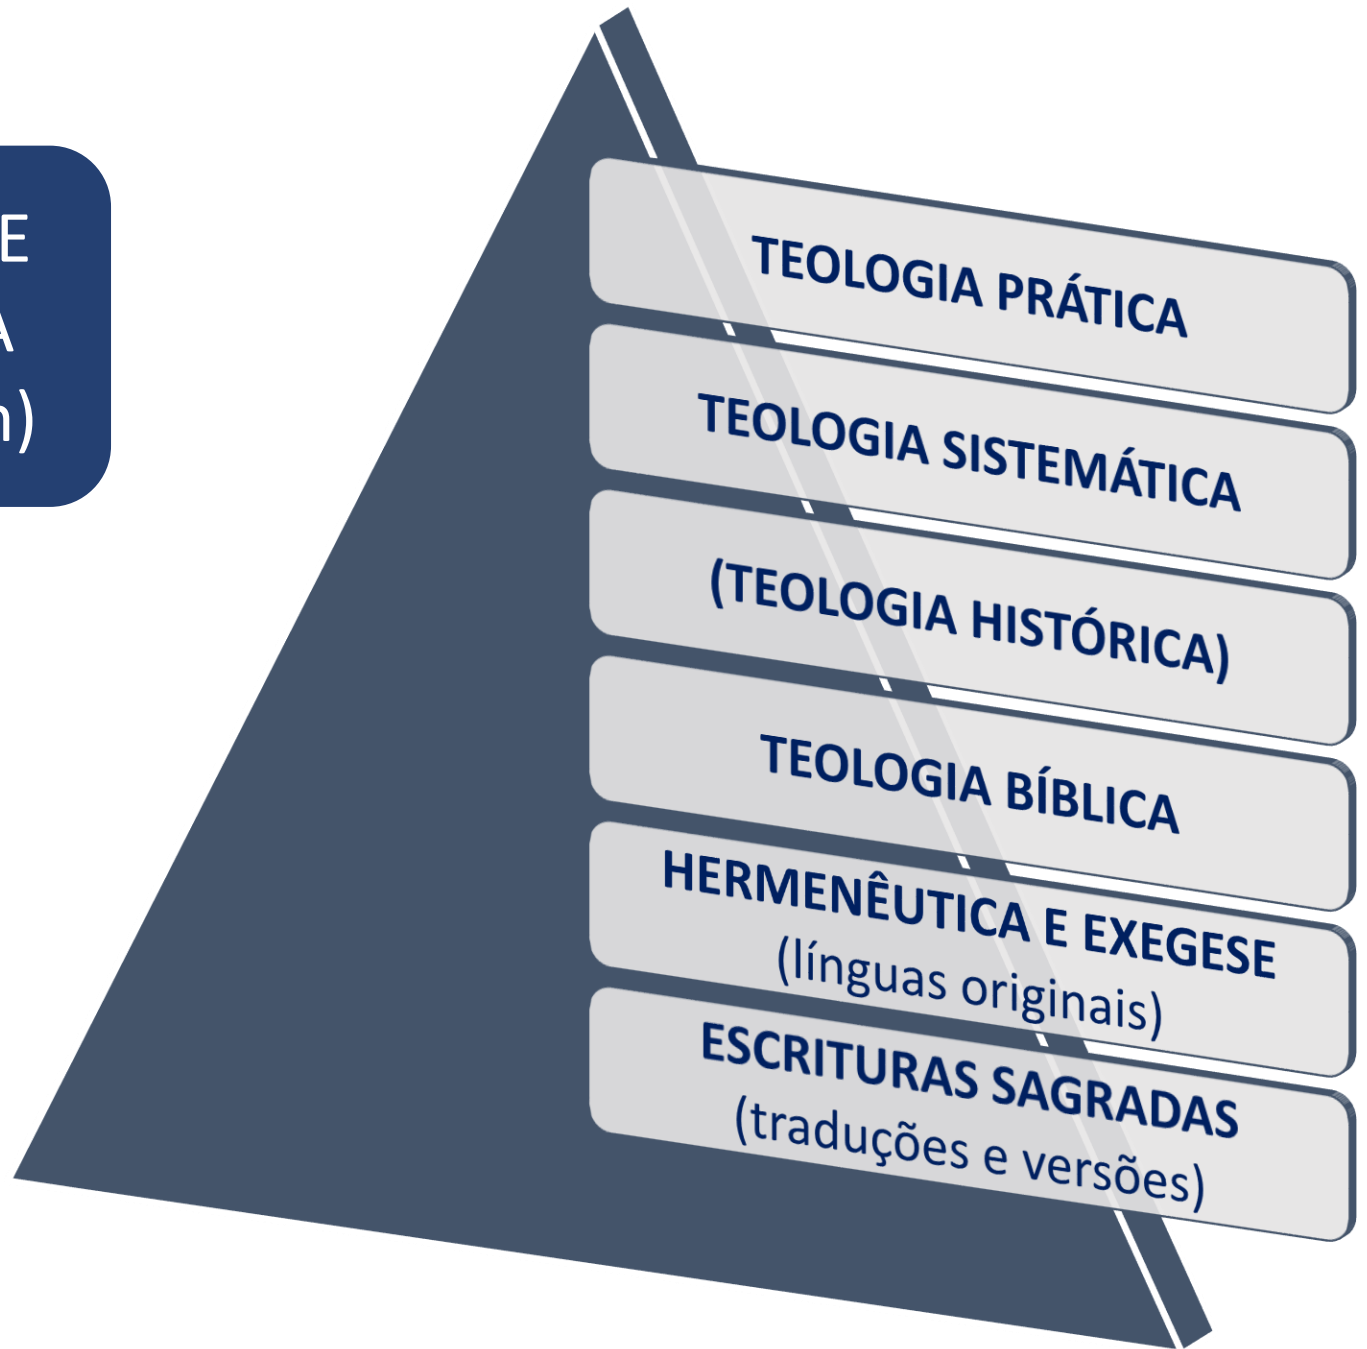 E
A
)
TEOLOGIA PRÁTICA
TEOLOGIA SISTEMÁTICA
(TEOLOGIA HISTÓRICA)
TEOLOGIA BÍBLICA
HERMENÊUTICA E EXEGESE
(línguas originais)
ESCRITURAS SAGRADAS
(traduções e versões)